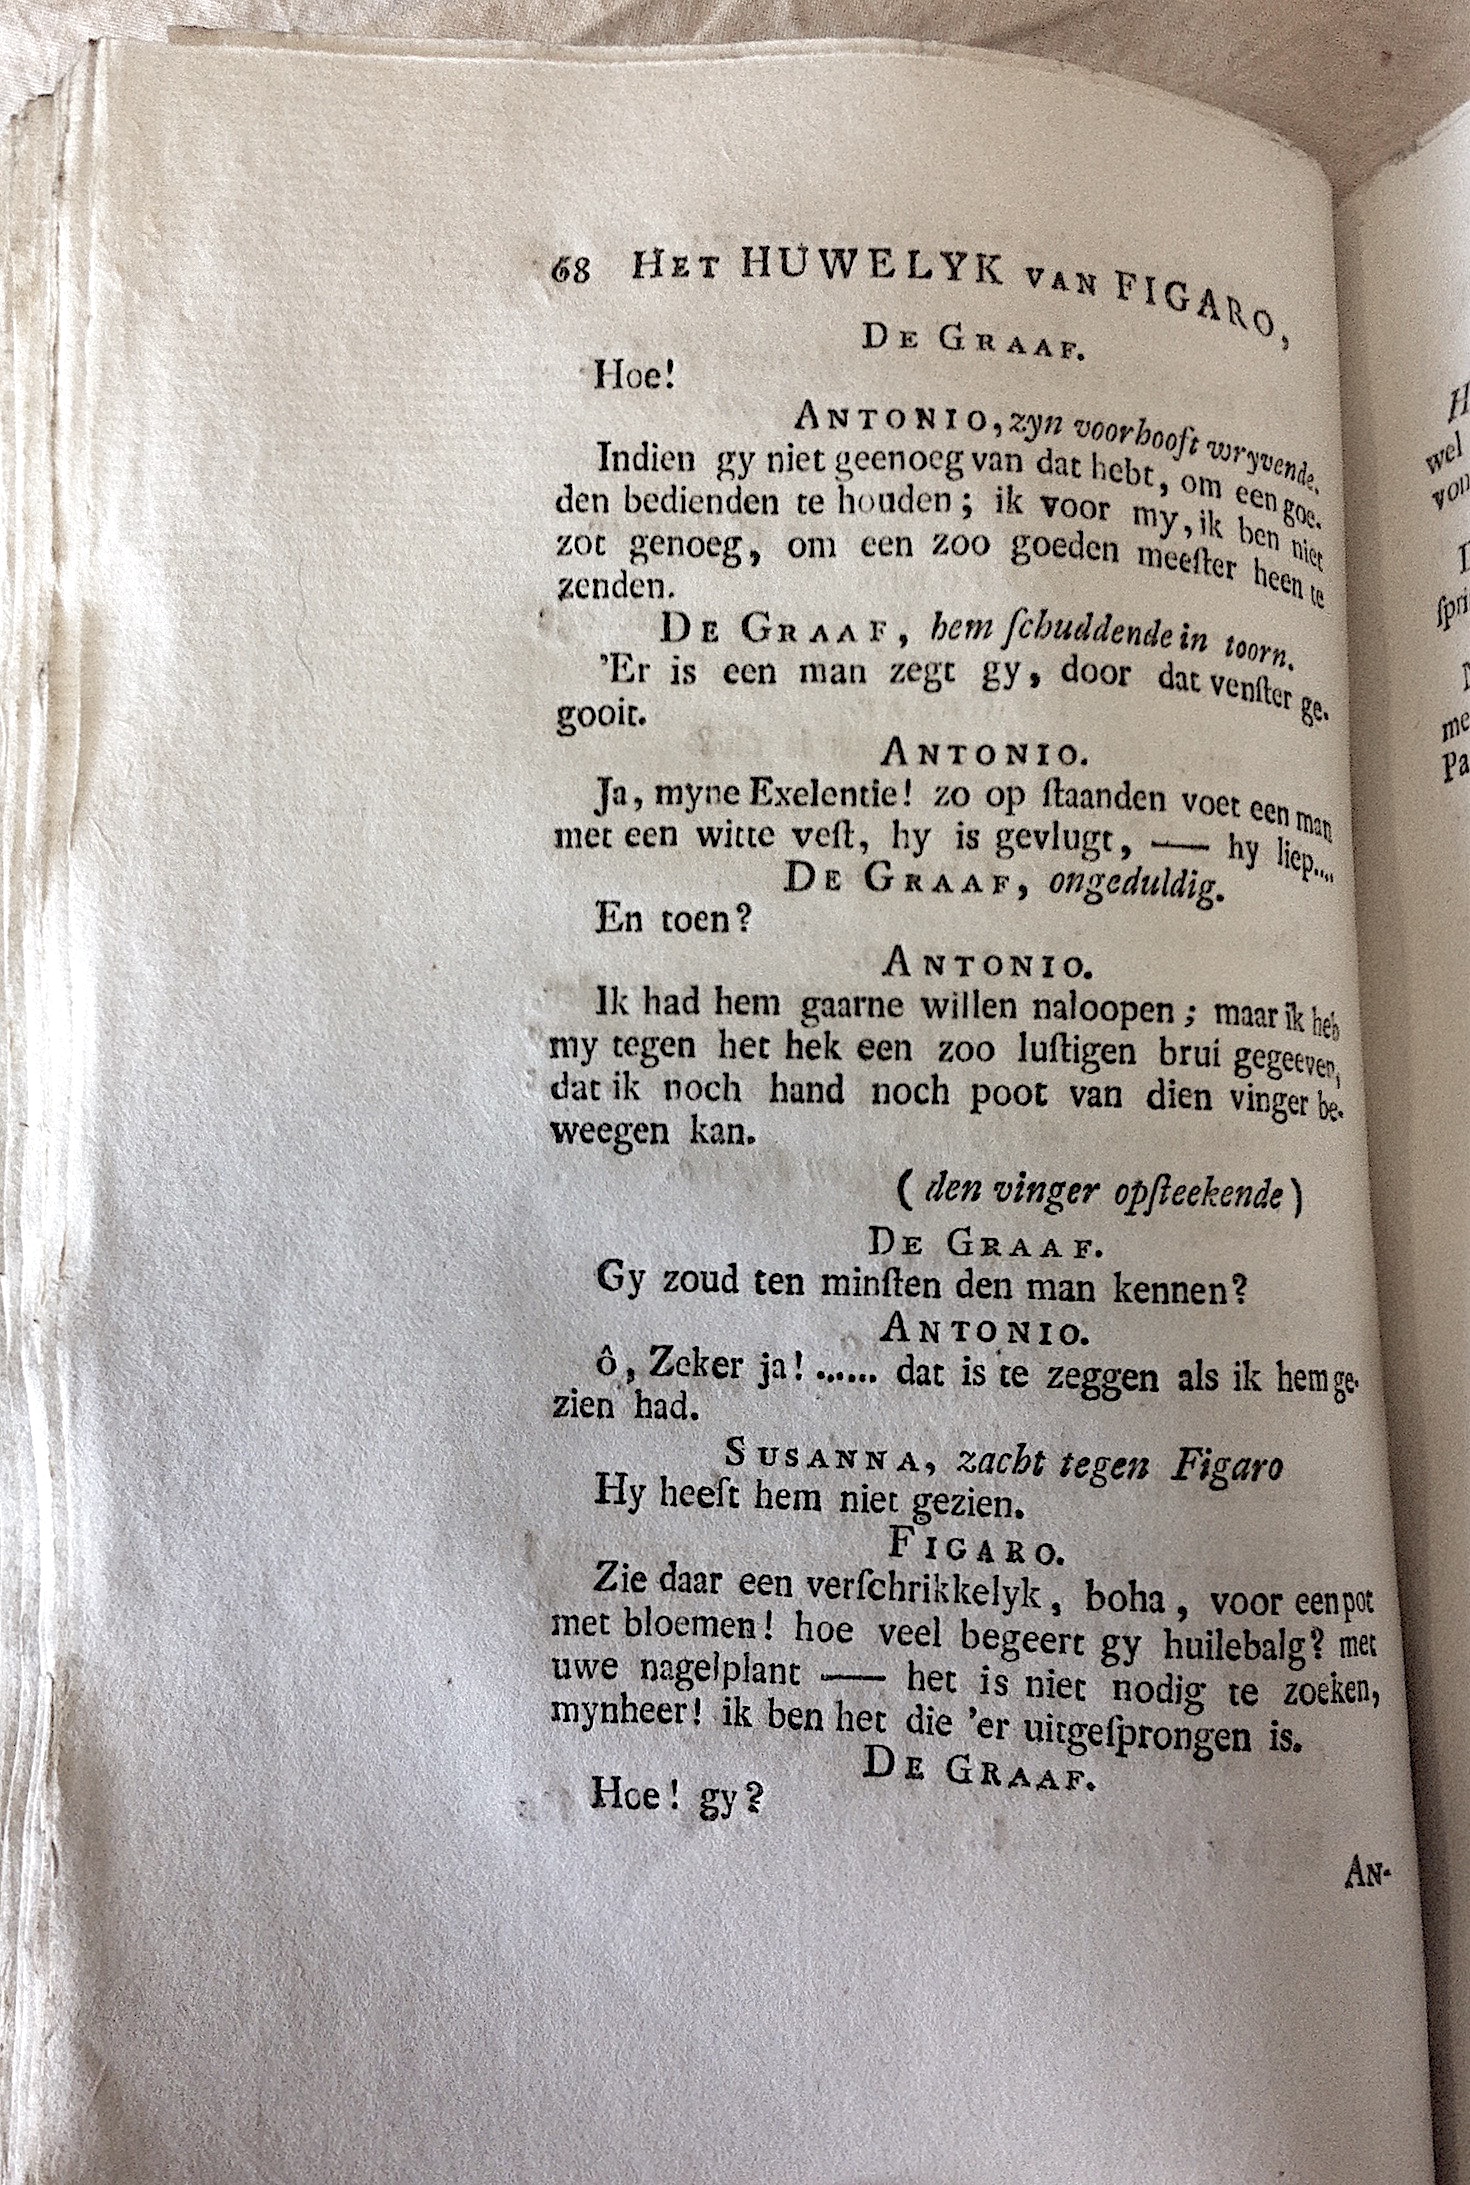 68 HET HUWELYK VAN FIGARO,
DE GRAAF.
Hoe!
ANTONIO, zyn voorhooft wryvende.
Indien gy niet geenoeg van dat hebt, om een goe-
den bedienden te houden; ik voor my, ik ben niet
zot genoeg, om een zoo goeden meeſter heen te
zenden.
DE GRAAF, hem ſchuddende in toorn.
'Er is een man zegt gy, door dat venſter ge-
gooit.
ANTONIO.
Ja, myne Exelentie! zo op ſtaanden voet een man
met een witte veſt, hy is gevlugt, — hy liep....
DE GRAAF, ongeduldig.
En toen?
ANTONIO.
Ik had hem gaarne willen naloopen; maar ik heb
my tegen het hek een zoo luſtigen brui gegeeven,
dat ik noch hand noch poot van dien vinger be-
weegen kan.
(den vinger opſteekende)
DE GRAAF.
Gy zoud ten minſten den man kennen?
ANTONIO.
ô, Zeker ja! ...... dat is te zeggen als ik hem ge-
zien had.
SUSANNA, zacht tegen Figaro
Hy heeft hem niet gezien.
FIGARO.
Zie daar een verſchrikkelyk, boha, voor een pot
met bloemen! hoe veel begeert gy huilebalg? met
uwe nagelplant — het is niet nodig te zoeken,
mynheer! ik ben het die 'er uitgeſprongen is.
DE GRAAF.
Hoe! gy?
AN-
wel
ſpri
me
Pa